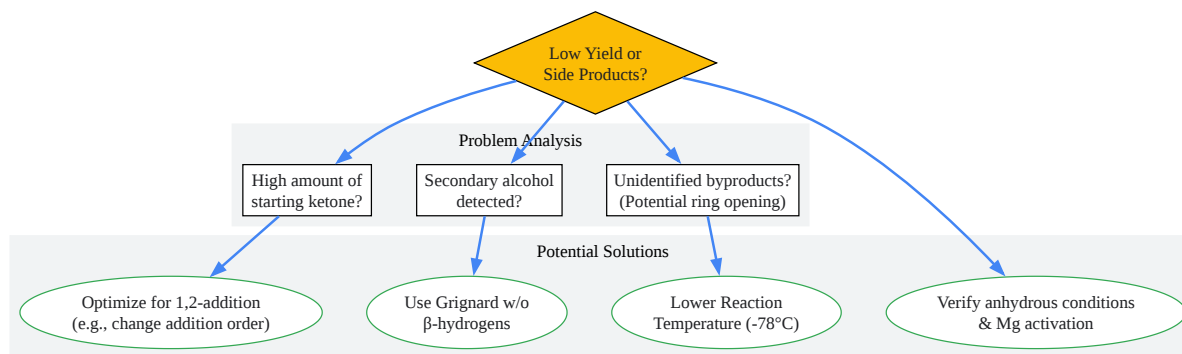 Low Yield or
Side Products?
Problem Analysis
High amount of
starting ketone?
Secondary alcohol
detected?
Unidentified byproducts?
(Potential ring opening)
Potential Solutions
Optimize for 1,2-addition
(e.g., change addition order)
Use Grignard w/o
β-hydrogens
Lower Reaction
Temperature (-78°C)
Verify anhydrous conditions
& Mg activation